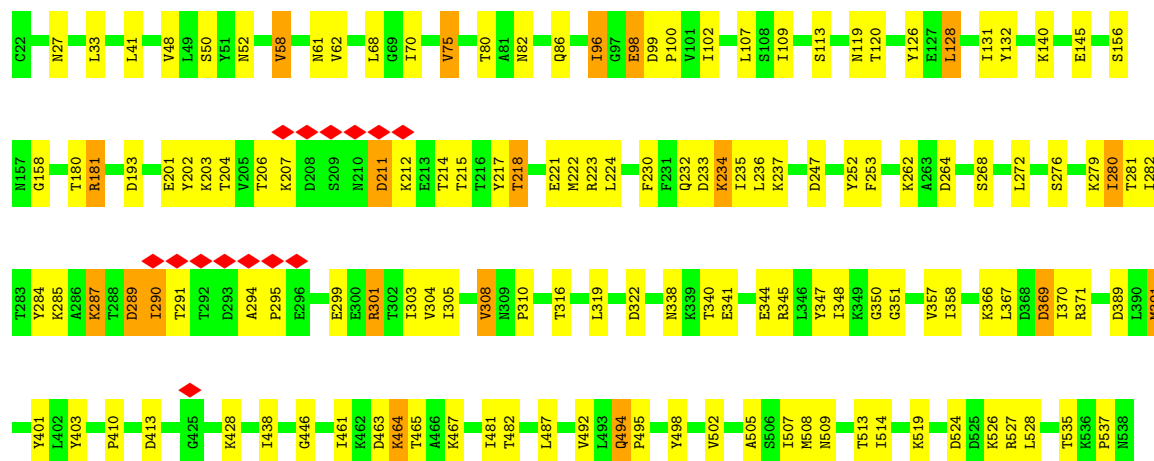 C22 N27 L33 L41 V48 L49 S50 Y51 N52 V58 N61 V62 L68 G69 I70 V75 T80 A81 N82 Q86 I96 G97 E98 D99 P100 V101 I102 L107 S108 I109 S113 N119 T120 Y126 E127 L128 I131 Y132 K140 E145 S156
N157 G158 T180 R181 D193 E201 Y202 K203 T204 V205 T206 K207 D208 S209 N210 D211 K212 E213 T214 T215 T216 Y217 T218 E221 M222 R223 L224 F230 F231 Q232 D233 K234 I235 L236 K237 D247 Y252 F253 K262 A263 D264 S268 L272 S276 K279 I280 T281 I282
T283 Y284 K285 A286 K287 T288 D289 I290 T291 T292 D293 A294 P295 E296 E299 E300 R301 T302 I303 V304 I305 V308 N309 P310 T316 L319 D322 N338 K339 T340 E341 E344 R345 L346 Y347 I348 K349 G350 G351 V357 I358 K366 L367 D368 D369 I370 R371 D389 L390
Y401 L402 Y403 P410 D413 G425 K428 I438 G446 I461 K462 D463 K464 T465 A466 K467 I481 T482 L487 V492 L493 Q494 P495 Y498 V502 A505 S506 I507 M508 N509 T513 I514 K519 D524 D525 K526 R527 L528 T535 K536 P537 N538